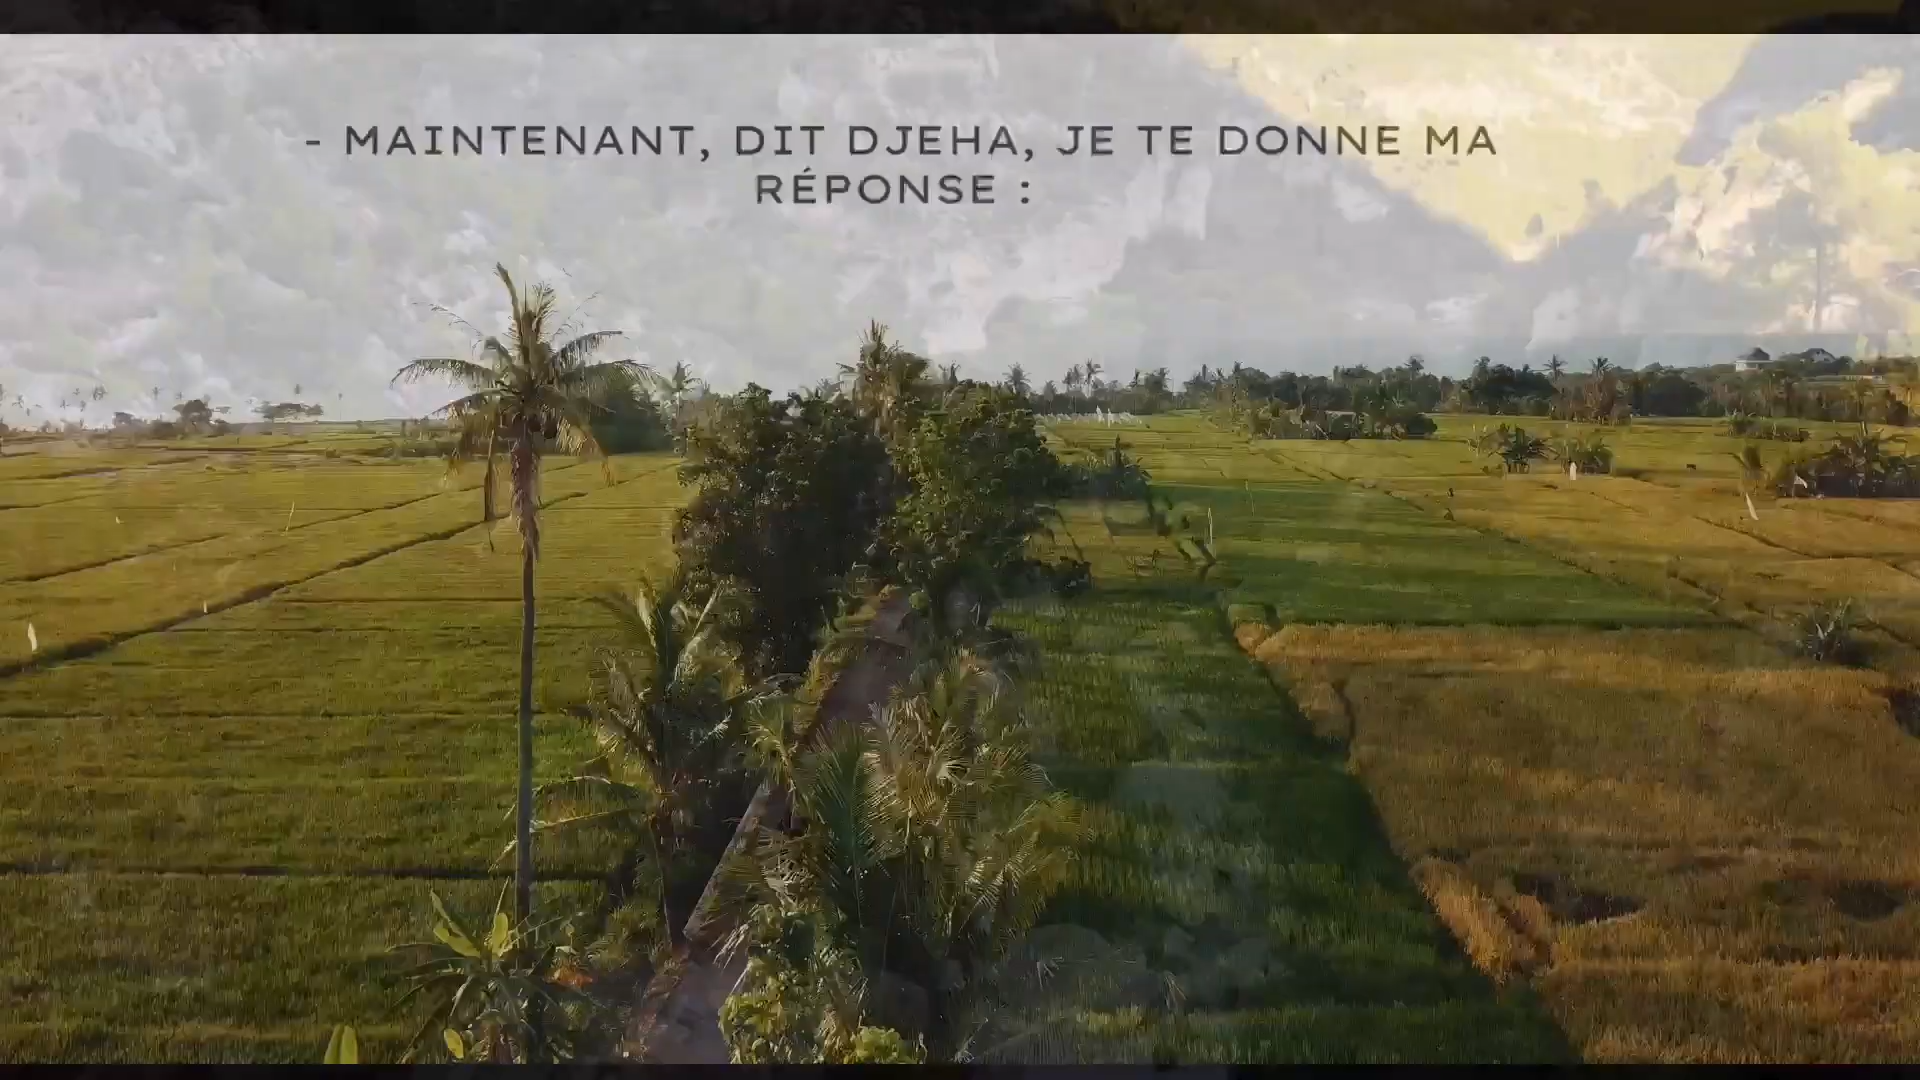 - MAINTENANT, DIT DJEHA, JE TE DONNE MA
RÉPONSE :